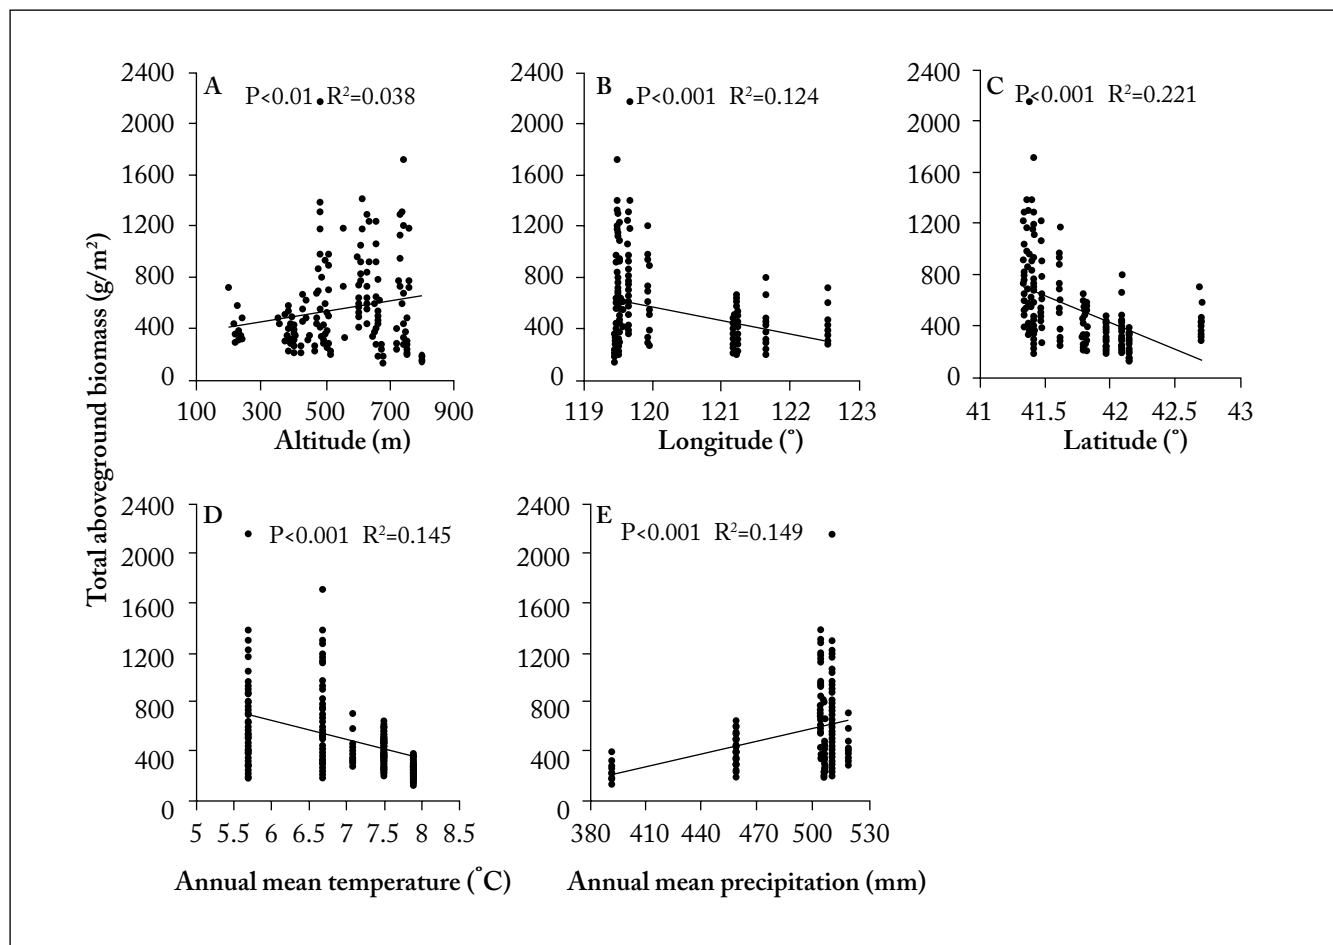 Total aboveground biomass (g/m²)
A
P<0.01 R²=0.038
2400
2000
1600
1200
800
400
0
100 300 500 700 900
Altitude (m)
B
P<0.001 R²=0.124
2400
2000
1600
1200
800
400
0
119 120 121 122 123
Longitude (°)
C
P<0.001 R²=0.221
2400
2000
1600
1200
800
400
0
41 41.5 42 42.5 43
Latitude (°)
D
P<0.001 R²=0.145
2400
2000
1600
1200
800
400
0
5 5.5 6 6.5 7 7.5 8 8.5
Annual mean temperature (°C)
E
P<0.001 R²=0.149
2400
2000
1600
1200
800
400
0
380 410 440 470 510 530
Annual mean precipitation (mm)